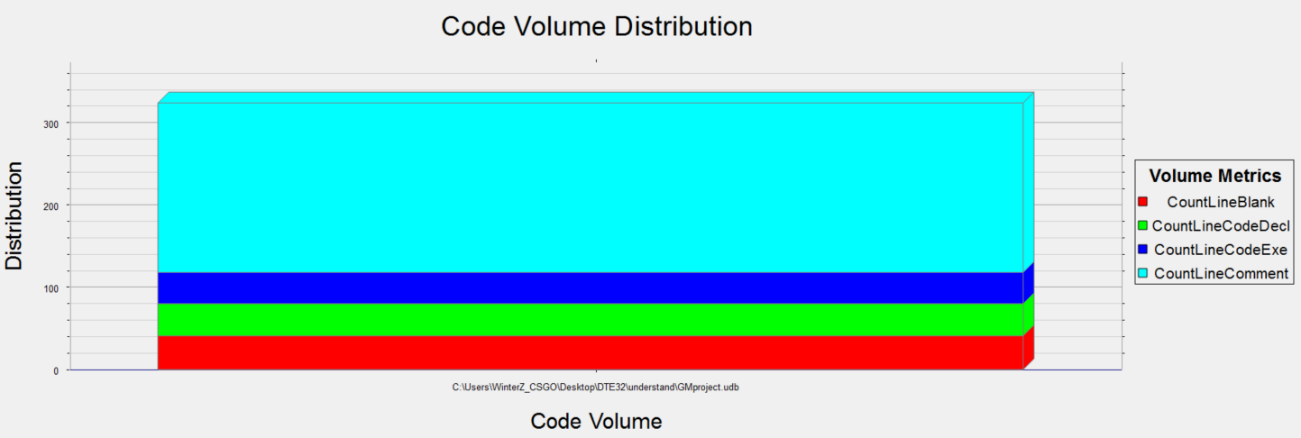 Code Volume Distribution
Distribution
300
200
100
0
C:\Users\WinterZ_CSGO\Desktop\DTE32\understand\GMproject.udb
Code Volume
Volume Metrics
CountLineBlank
CountLineCodeDecl
CountLineCodeExe
CountLineComment